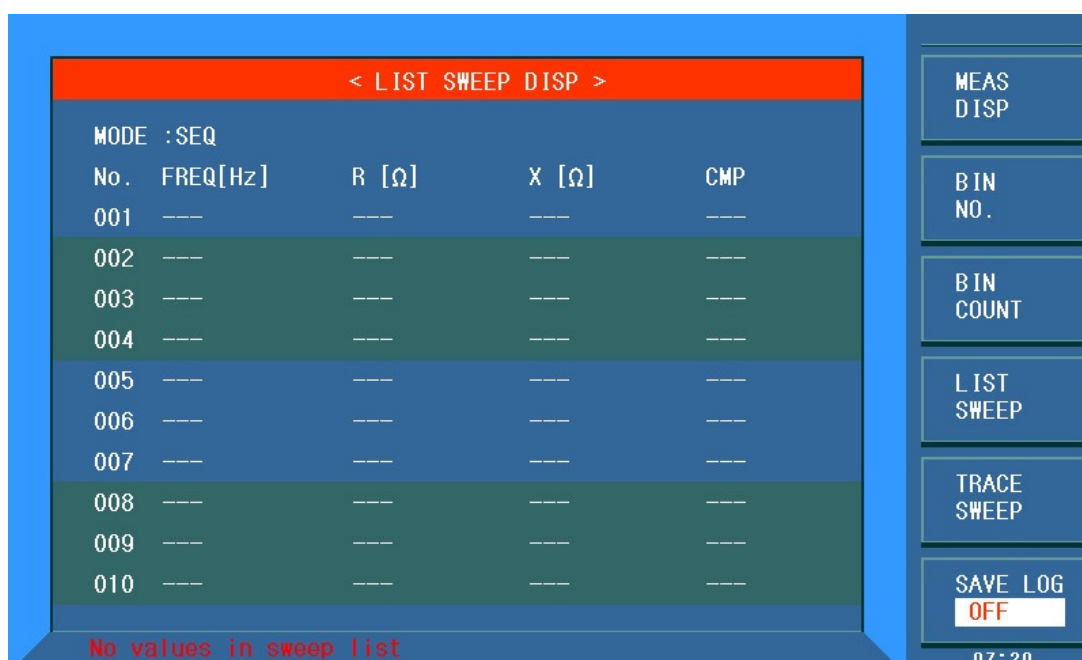 < LIST SWEEP DISP >
MODE :SEQ
No. FREQ[Hz] R [Ω] X [Ω] CMP
001 --- --- --- ---
002 --- --- --- ---
003 --- --- --- ---
004 --- --- --- ---
005 --- --- --- ---
006 --- --- --- ---
007 --- --- --- ---
008 --- --- --- ---
009 --- --- --- ---
010 --- --- --- ---
No values in sweep list
MEAS
DISP
BIN
NO.
BIN
COUNT
LIST
SWEEP
TRACE
SWEEP
SAVE LOG
OFF